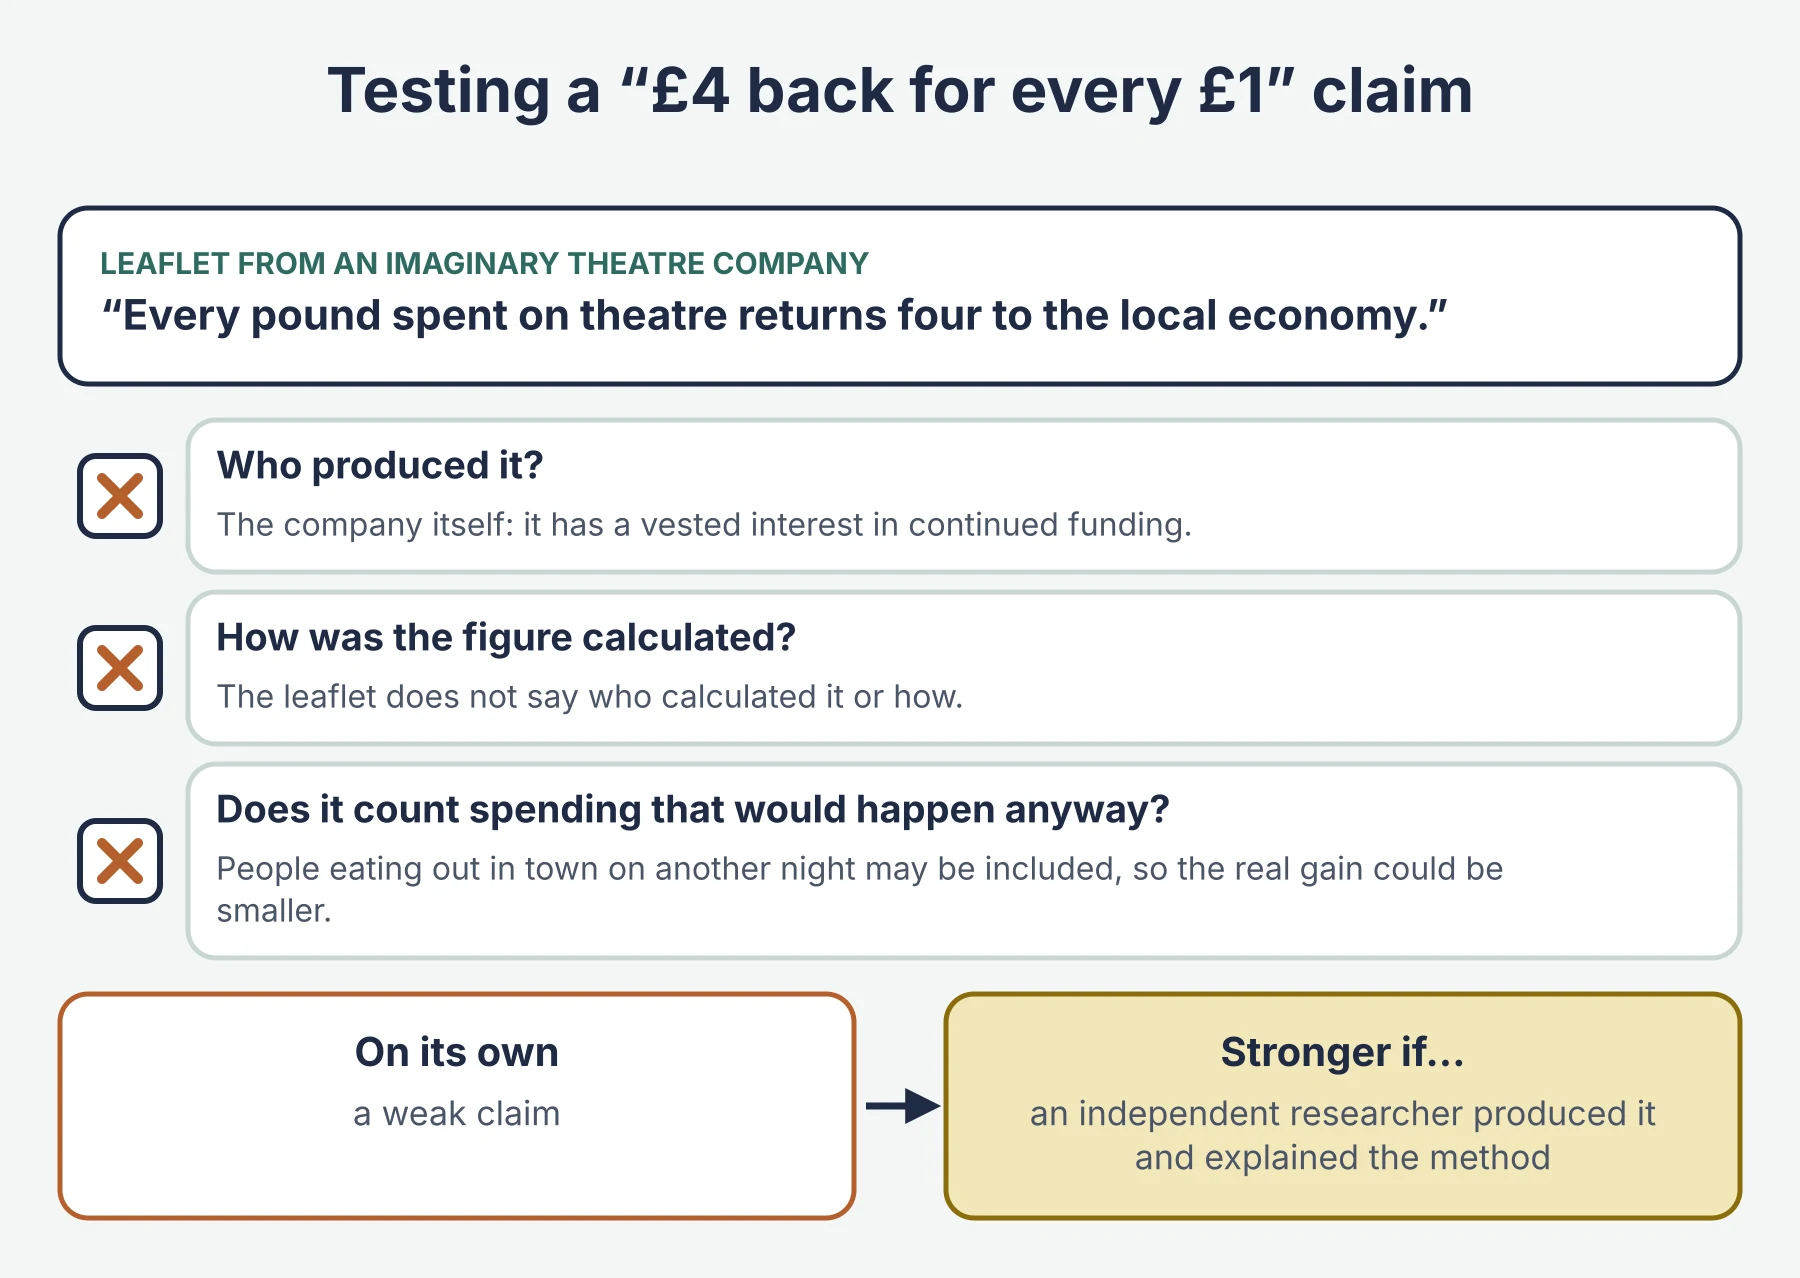 Testing a “£4 back for every £1” claim
LEAFLET FROM AN IMAGINARY THEATRE COMPANY
“Every pound spent on theatre returns four to the local economy.”
Who produced it?
The company itself: it has a vested interest in continued funding.
How was the figure calculated?
The leaflet does not say who calculated it or how.
Does it count spending that would happen anyway?
People eating out in town on another night may be included, so the real gain could be
smaller.
On its own
a weak claim
Stronger if…
an independent researcher produced it
and explained the method